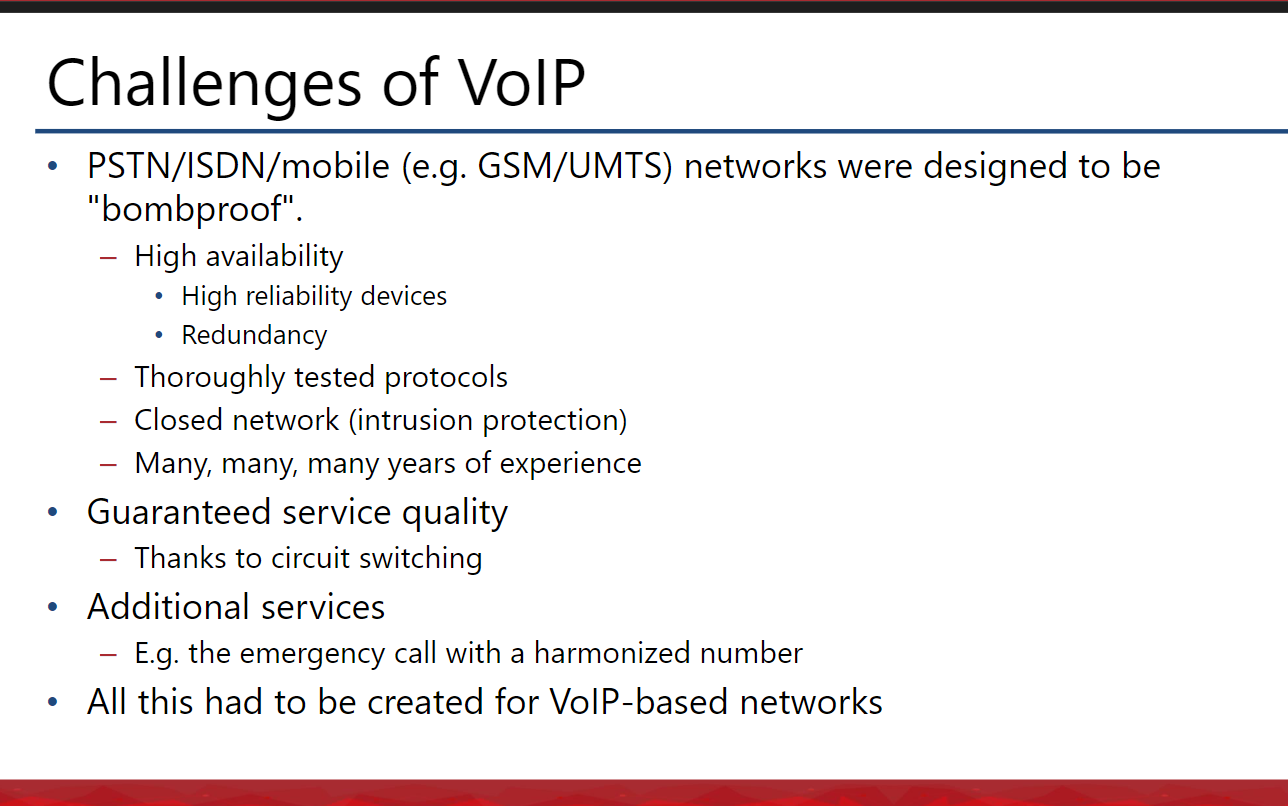 Challenges of VoIP
• PSTN/ISDN/mobile (e.g. GSM/UMTS) networks were designed to be
"bombproof".
– High availability
• High reliability devices
• Redundancy
– Thoroughly tested protocols
– Closed network (intrusion protection)
– Many, many, many years of experience
• Guaranteed service quality
– Thanks to circuit switching
• Additional services
– E.g. the emergency call with a harmonized number
• All this had to be created for VoIP-based networks